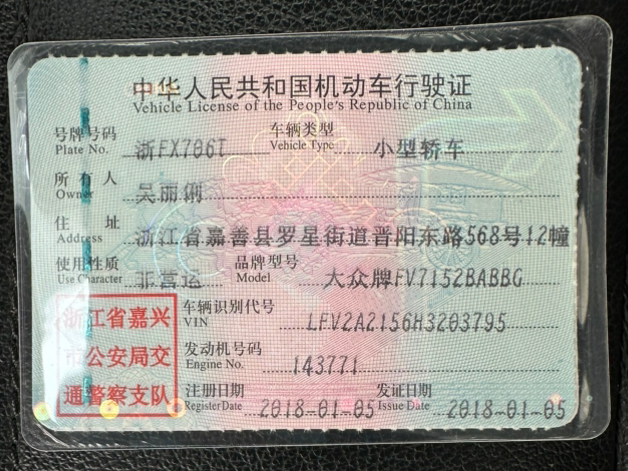 中华人民共和国机动车行驶证
Vehicle License of the People's Republic of China
号牌号码 浙FX706T 车辆类型 小型轿车
Plate No. Vehicle Type
所有人 吴丽俐
Owner
住址 浙江省嘉善县罗星街道晋阳东路568号12幢
Address
使用性质 非营运 品牌型号 大众牌FV7152BABBG
Use Character Model
浙江省嘉兴
市公安局交
通警察支队
车辆识别代号 LFV2A2156H3203795
VIN
发动机号码 143771
Engine No.
注册日期 2018-01-05 发证日期 2018-01-05
Register Date Issue Date